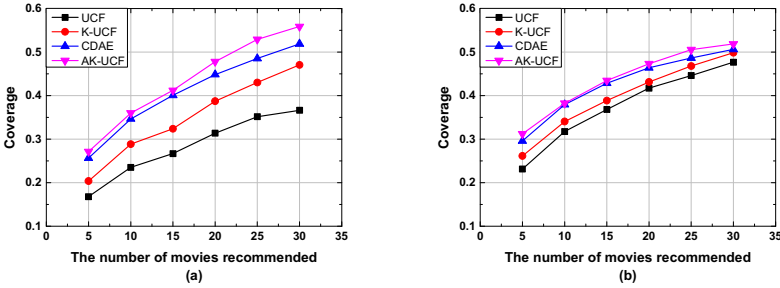 UCF
K-UCF
CDAE
AK-UCF
0.6
0.5
0.4
0.3
0.2
0.1
Coverage
0 5 10 15 20 25 30 35
The number of movies recommended
(a)
UCF
K-UCF
CDAE
AK-UCF
0.6
0.5
0.4
0.3
0.2
0.1
Coverage
0 5 10 15 20 25 30 35
The number of movies recommended
(b)